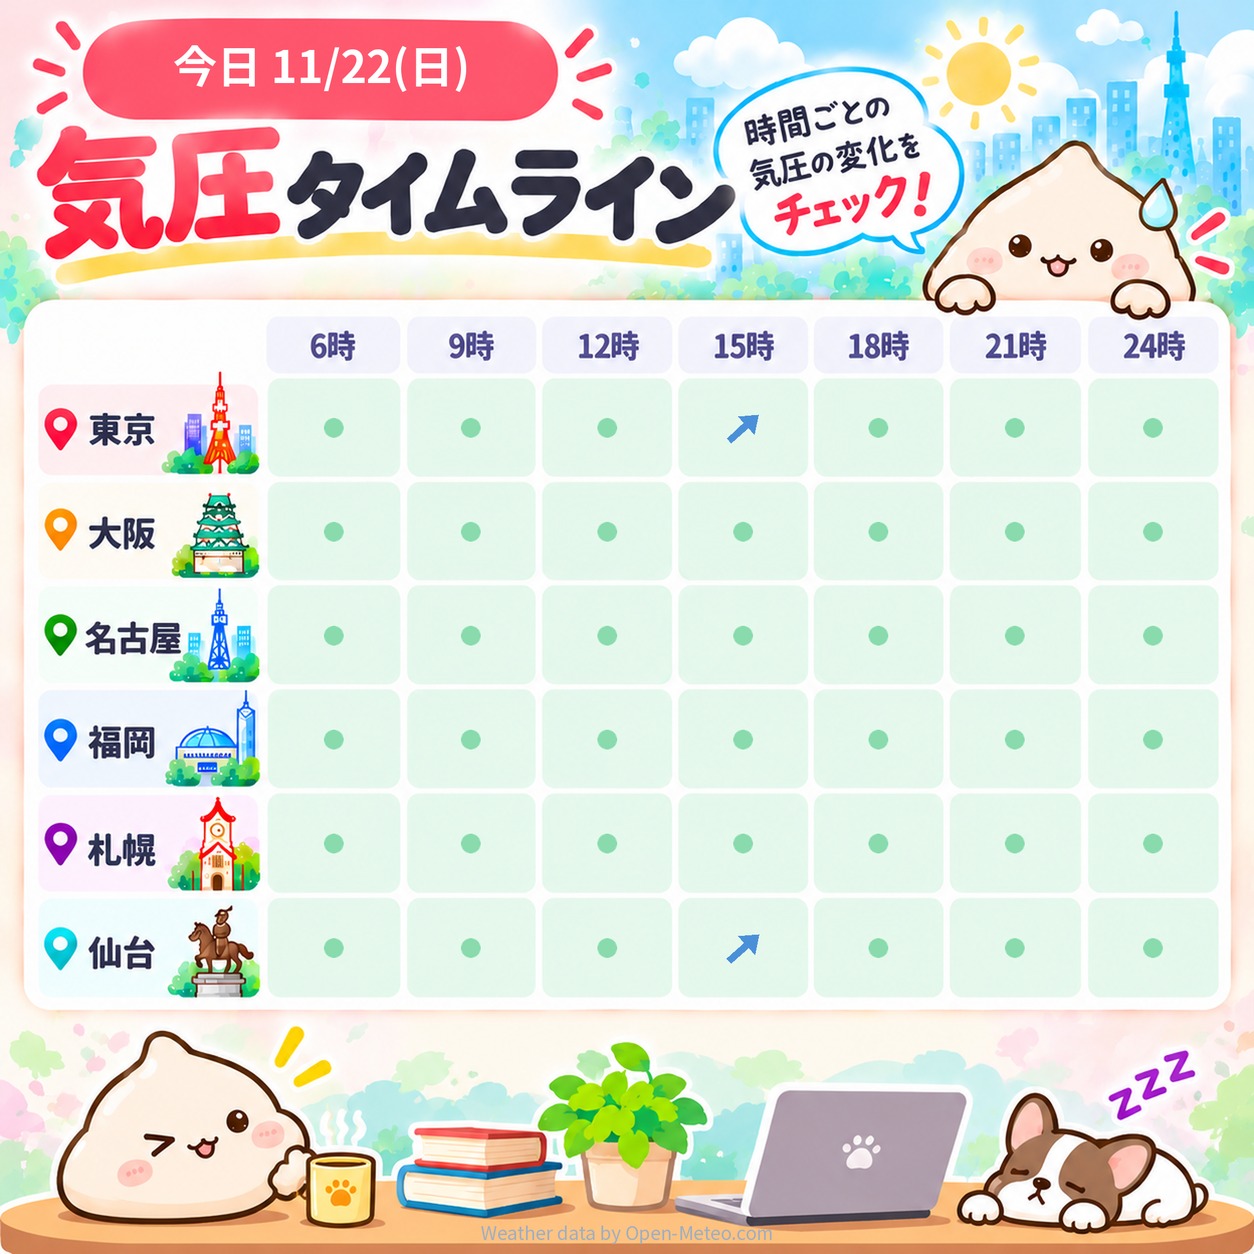 今日 11/22(日)
気圧タイムライン
時間ごとの
気圧の変化を
チェック!
6時 9時 12時 15時 18時 21時 24時
東京
大阪
名古屋
福岡
札幌
仙台
zzz
Weather data by Open-Meteo.com